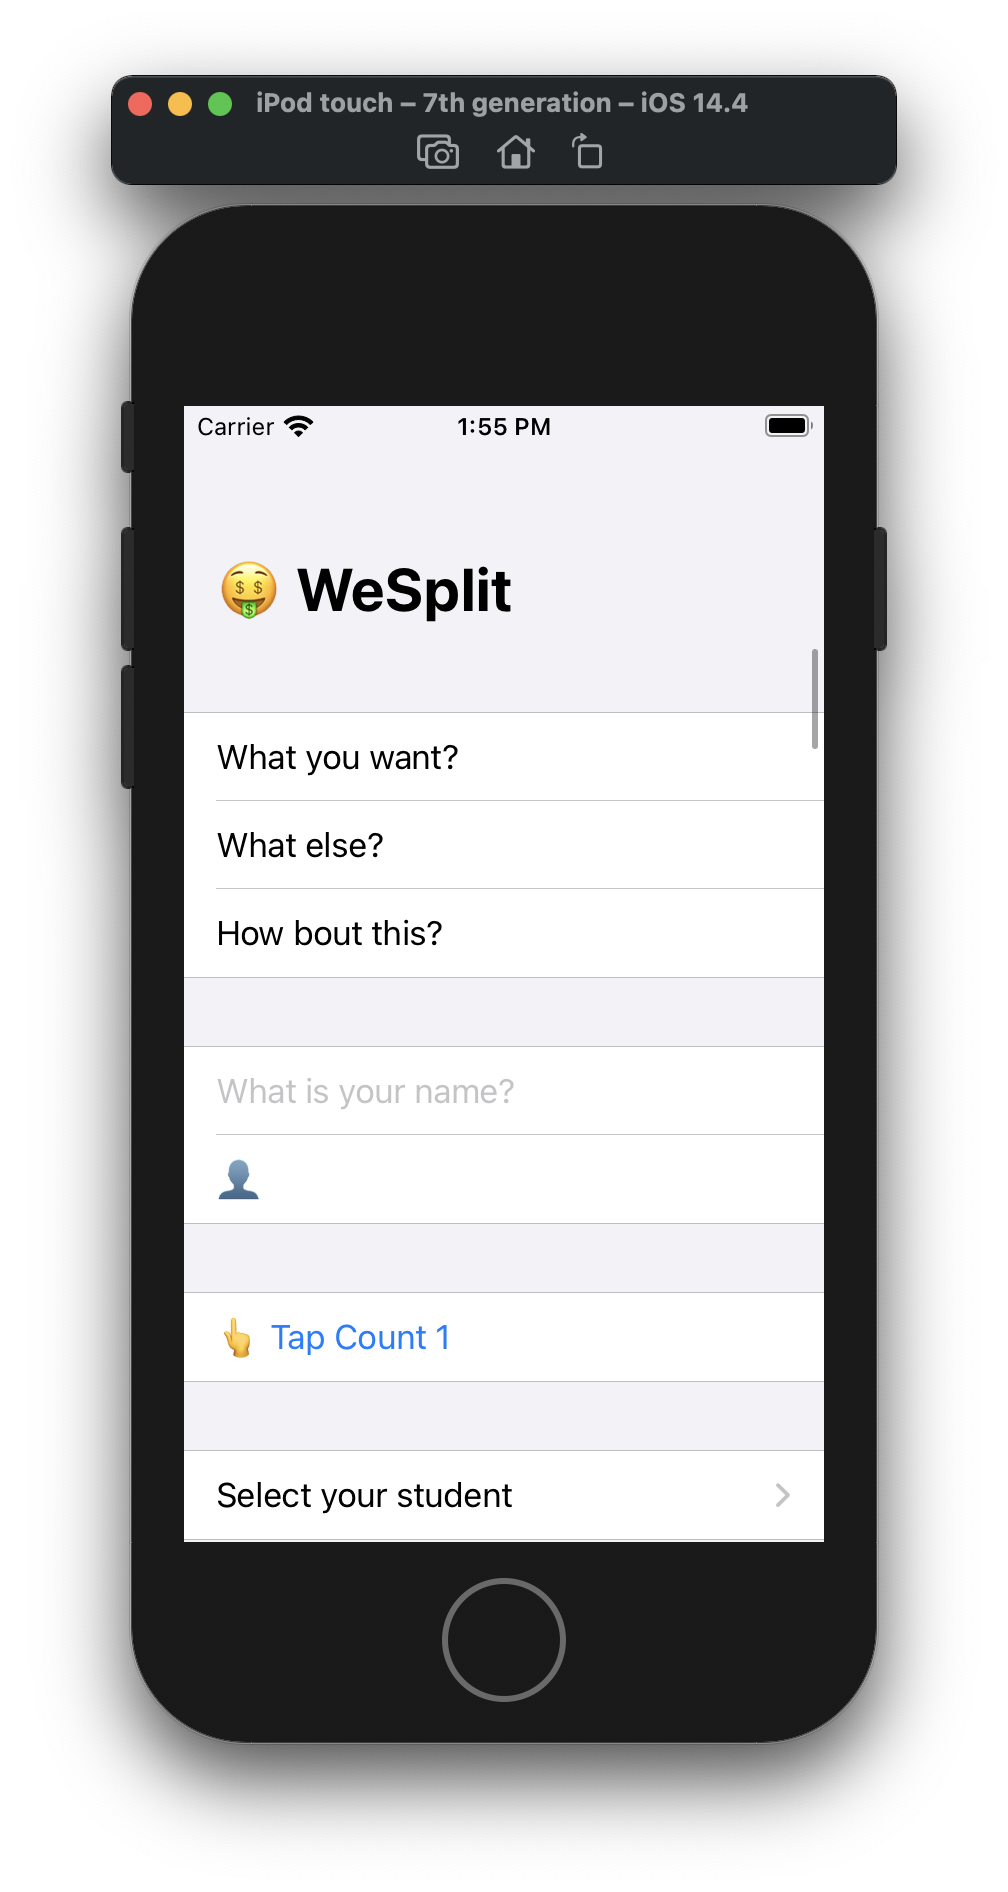 iPod touch – 7th generation – iOS 14.4
Carrier 1:55 PM
🤑 WeSplit
What you want?
What else?
How bout this?
What is your name?
👤
👆 Tap Count 1
Select your student